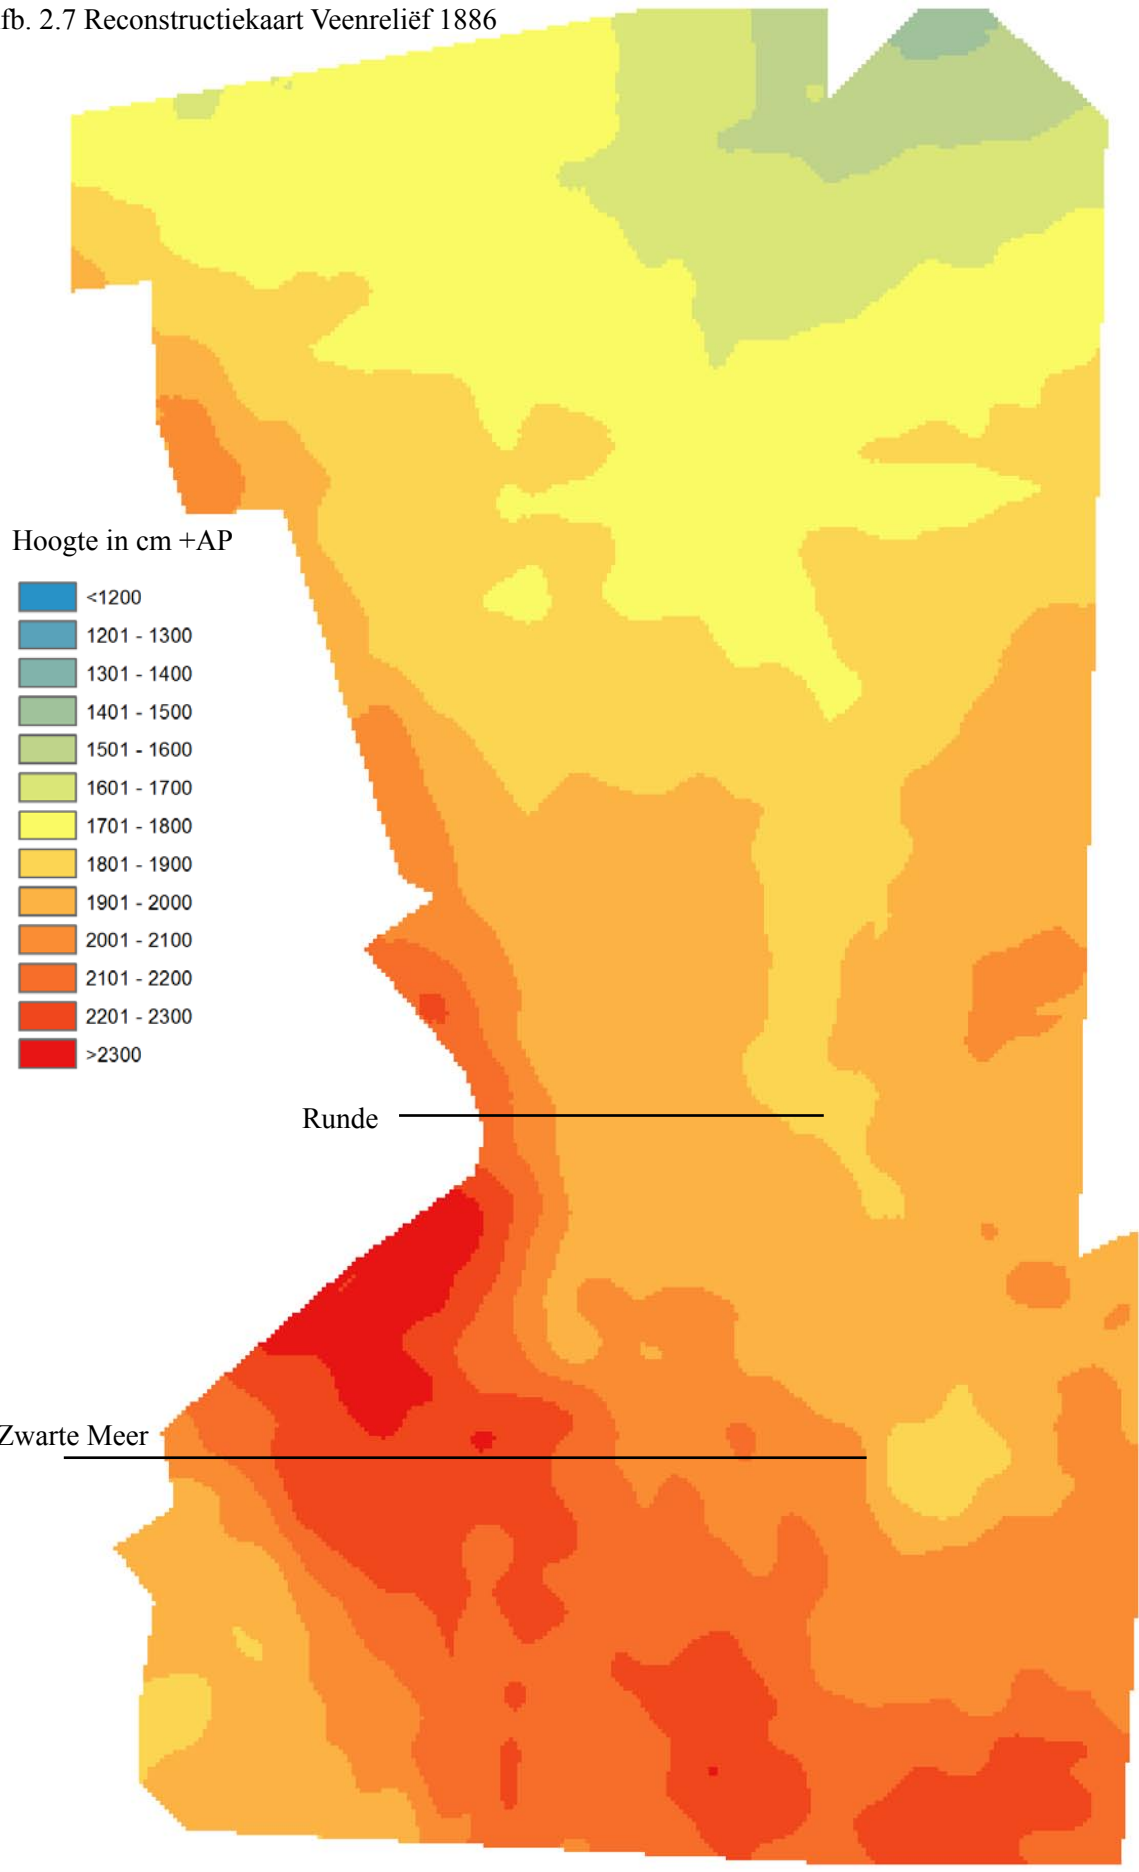 fb. 2.7 Reconstructiekaart Veenreliëf 1886
Hoogte in cm +AP
<1200
1201 - 1300
1301 - 1400
1401 - 1500
1501 - 1600
1601 - 1700
1701 - 1800
1801 - 1900
1901 - 2000
2001 - 2100
2101 - 2200
2201 - 2300
>2300
Runde
Zwarte Meer